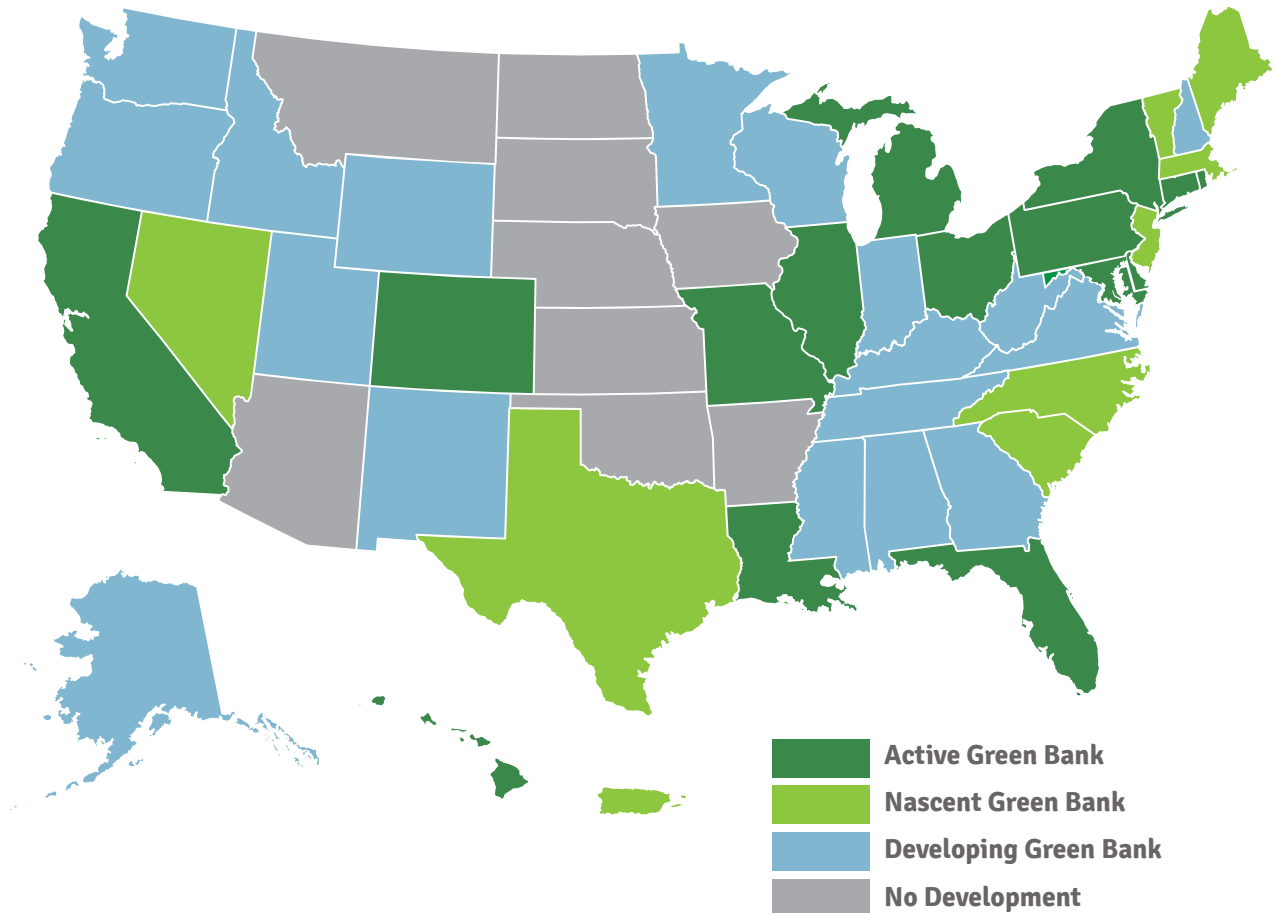 Active Green Bank
Nascent Green Bank
Developing Green Bank
No Development